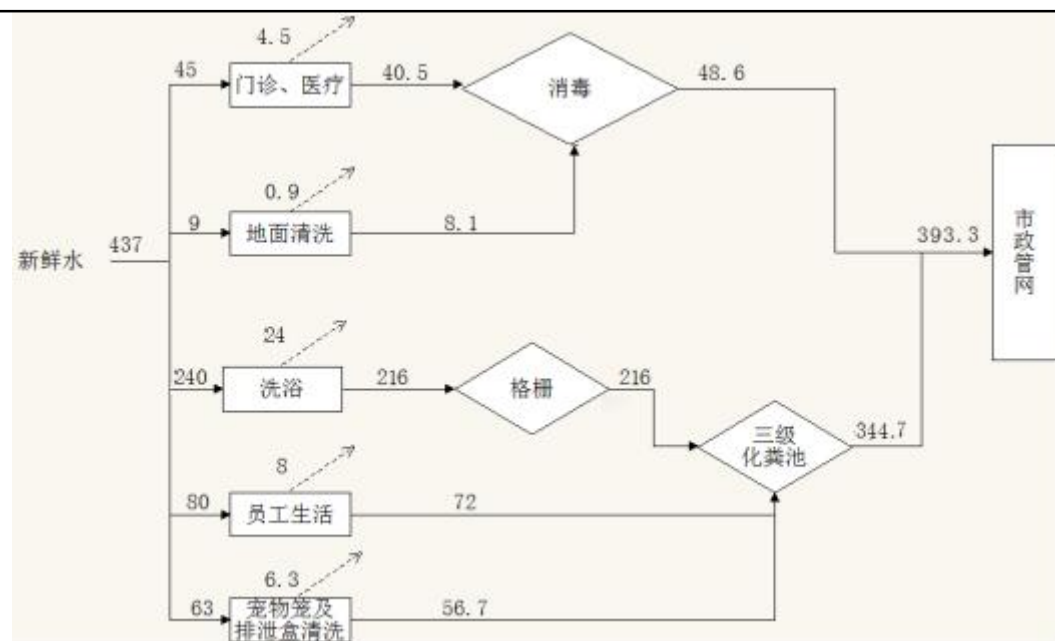 4.5
45
门诊、医疗
40.5
消毒
48.6
0.9
9
地面清洗
8.1
新鲜水
437
393.3
市政管网
24
240
洗浴
216
格栅
216
三级
化粪池
344.7
8
80
员工生活
72
6.3
63
宠物笼及
排泄盒清洗
56.7